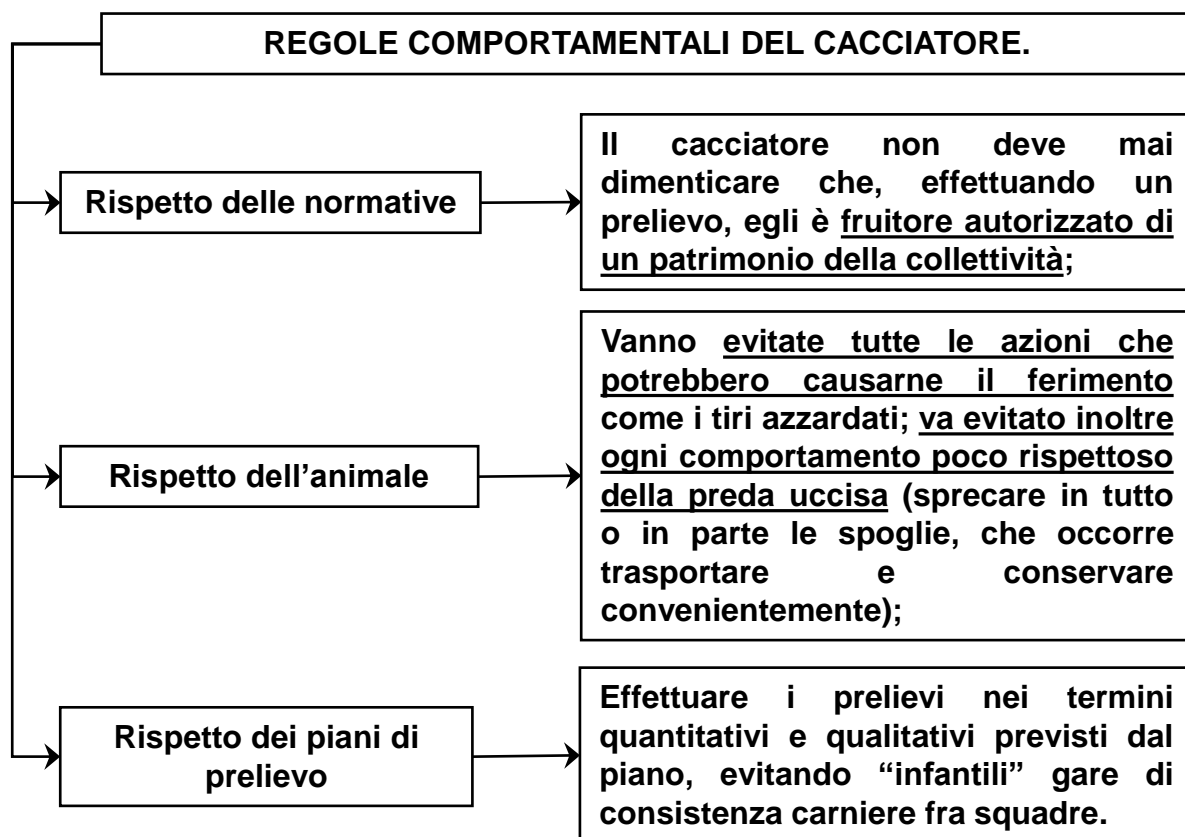 REGOLE COMPORTAMENTALI DEL CACCIATORE.
Rispetto delle normative
Il cacciatore non deve mai
dimenticare che, effettuando un
prelievo, egli è fruitore autorizzato di
un patrimonio della collettività;
Rispetto dell’animale
Vanno evitate tutte le azioni che
potrebbero causarne il ferimento
come i tiri azzardati; va evitato inoltre
ogni comportamento poco rispettoso
della preda uccisa (sprecare in tutto
o in parte le spoglie, che occorre
trasportare e conservare
convenientemente);
Rispetto dei piani di
prelievo
Effettuare i prelievi nei termini
quantitativi e qualitativi previsti dal
piano, evitando “infantili” gare di
consistenza carniere fra squadre.